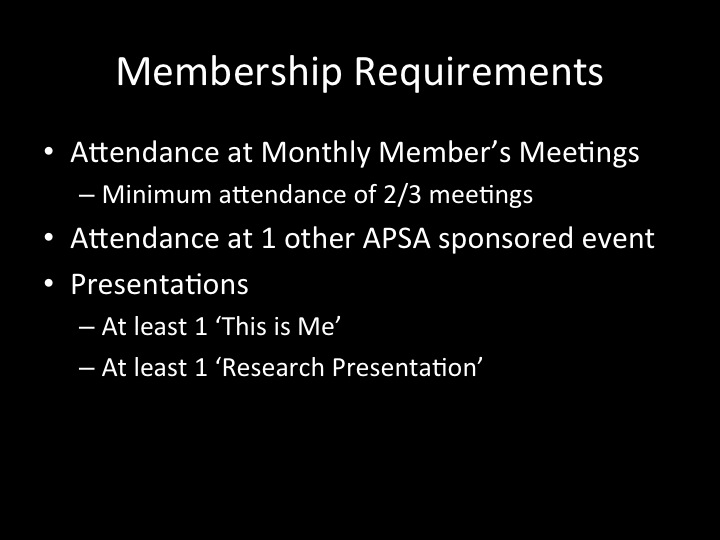 Membership Requirements
• Attendance at Monthly Member’s Meetings
– Minimum attendance of 2/3 meetings
• Attendance at 1 other APSA sponsored event
• Presentations
– At least 1 ‘This is Me’
– At least 1 ‘Research Presentation’